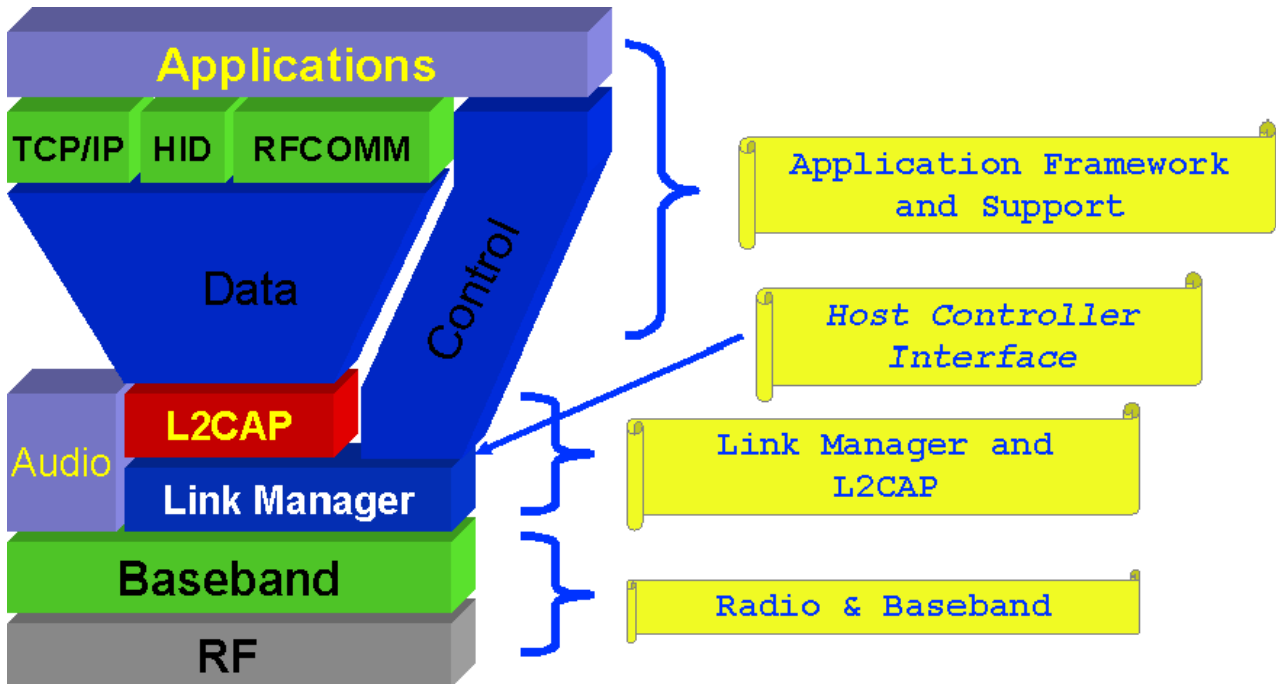 Applications
TCP/IP HID RFCOMM
Data
Control
L2CAP
Audio
Link Manager
Baseband
RF
Application Framework
and Support
Host Controller
Interface
Link Manager and
L2CAP
Radio & Baseband